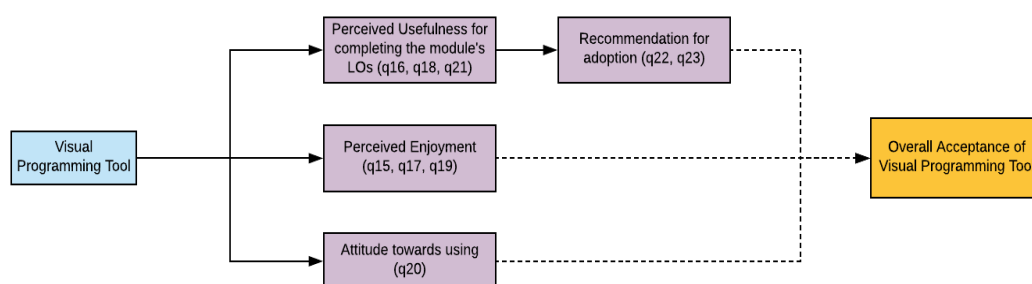 Perceived Usefulness for
completing the module's
LOs (q16, q18, q21)
Recommendation for
adoption (q22, q23)
Visual
Programming Tool
Perceived Enjoyment
(q15, q17, q19)
Overall Acceptance of
Visual Programming Too
Attitude towards using
(q20)